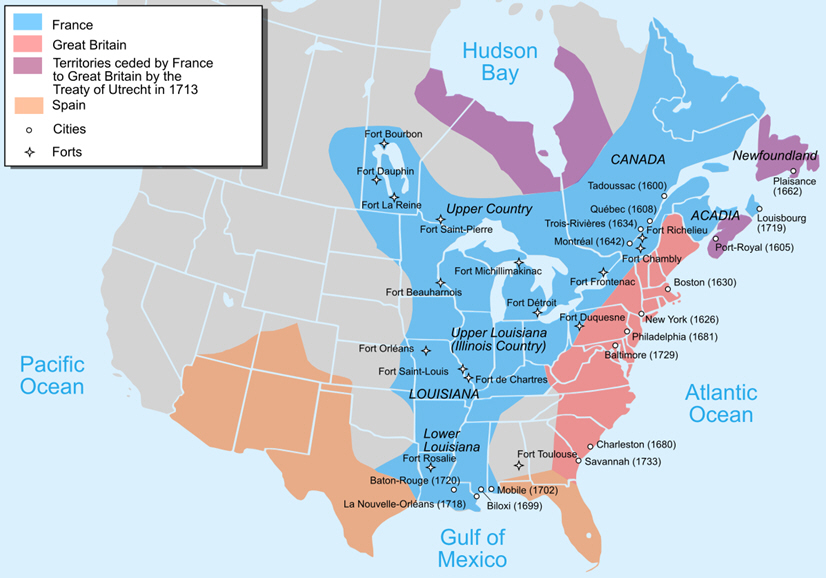 France
Great Britain
Territories ceded by France
to Great Britain by the
Treaty of Utrecht in 1713
Spain
Cities
Forts
Hudson
Bay
Fort Bourbon
Fort Dauphin
Fort La Reine
Upper Country
Fort Saint-Pierre
CANADA
Newfoundland
Plaisance
(1662)
Tadoussac (1600)
Québec (1608)
ACADIA
Louisbourg
(1719)
Trois-Rivières (1634)
Fort Richelieu
Montréal (1642)
Port-Royal (1605)
Fort Chambly
Fort Michillimakinac
Fort Frontenac
Fort Beauharnois
Boston (1630)
Fort Détroit
Fort Duquesne
New York (1626)
Upper Louisiana
(Illinois Country)
Philadelphia (1681)
Fort Orléans
Baltimore (1729)
Pacific
Ocean
Fort Saint-Louis
Fort de Chartres
LOUISIANA
Atlantic
Ocean
Lower
Louisiana
Charleston (1680)
Fort Rosalie
Fort Toulouse
Savannah (1733)
Baton-Rouge (1720)
Mobile (1702)
La Nouvelle-Orléans (1718)
Biloxi (1699)
Gulf of
Mexico